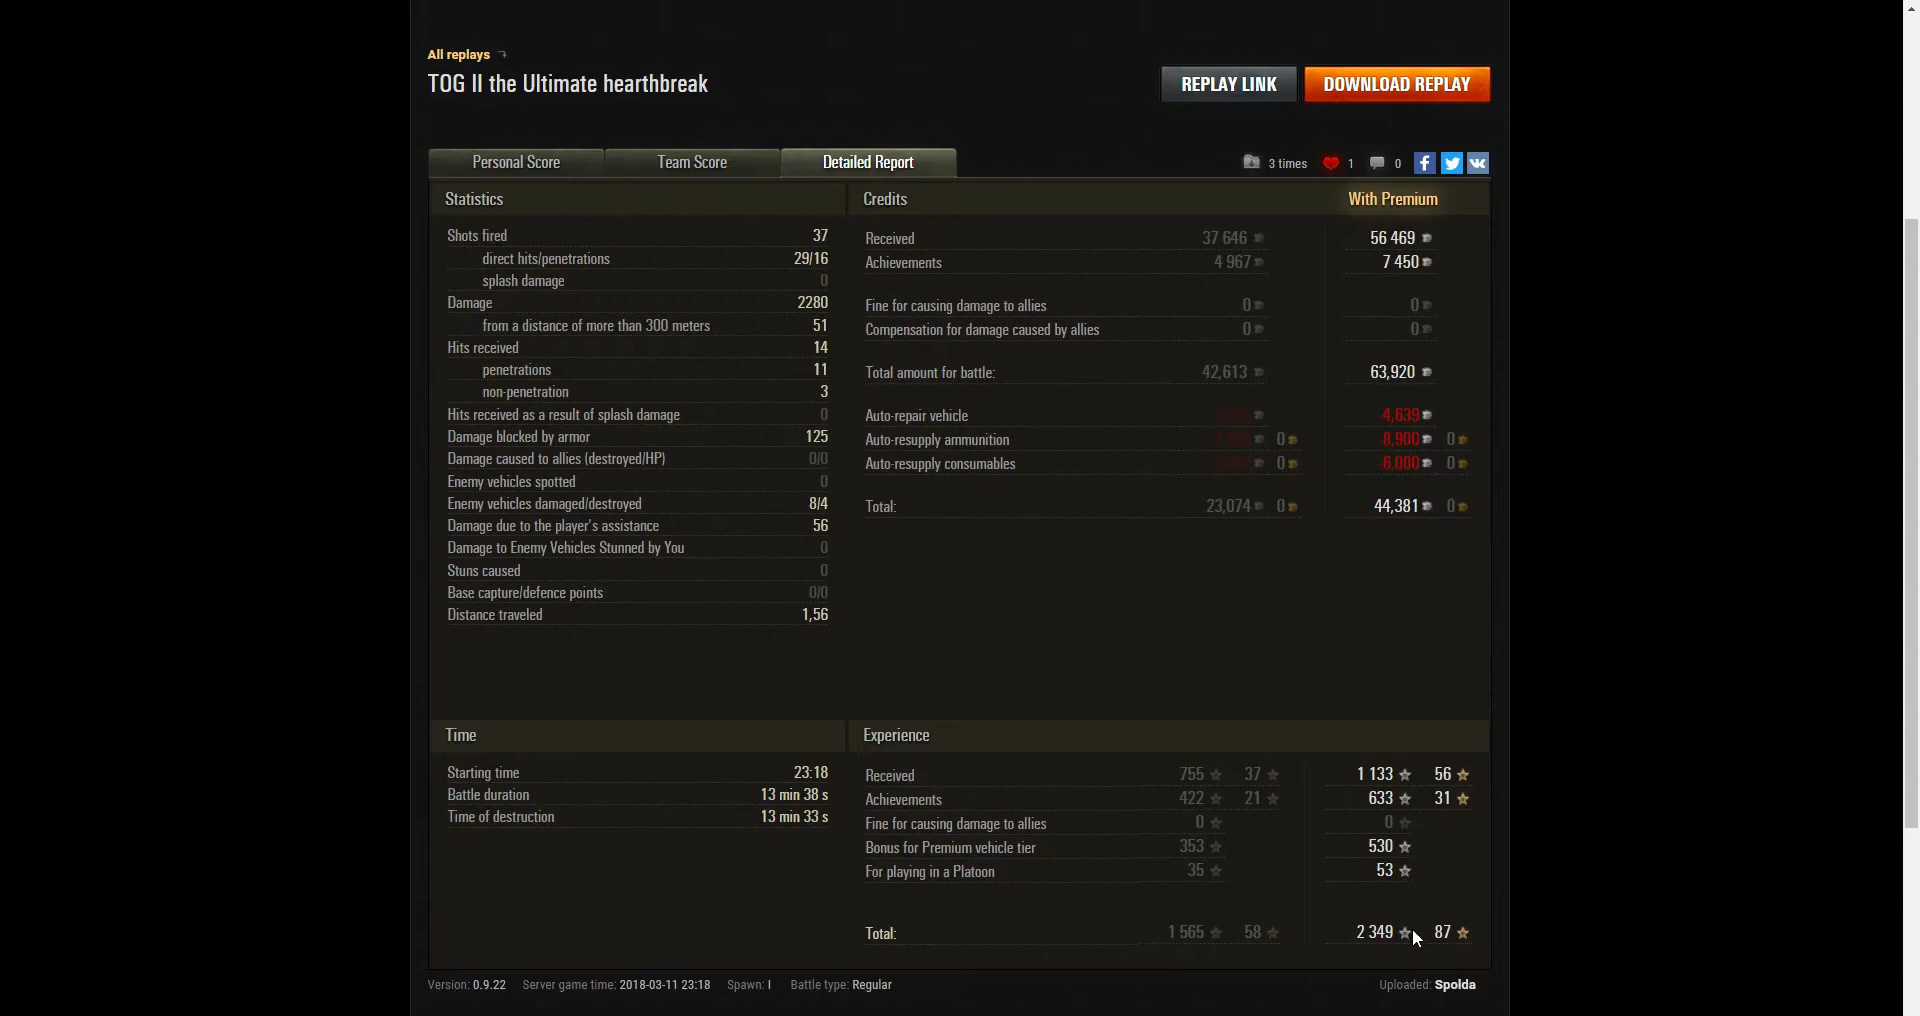 All replays
TOG II the Ultimate hearthbreak
REPLAY LINK
DOWNLOAD REPLAY
Personal Score
Team Score
Detailed Report
3 times
1
0
Statistics
Shots fired 37
direct hits/penetrations 29/16
splash damage 0
Damage 2280
from a distance of more than 300 meters 51
Hits received 14
penetrations 11
non-penetration 3
Hits received as a result of splash damage 0
Damage blocked by armor 125
Damage caused to allies (destroyed/HP) 0/0
Enemy vehicles spotted 0
Enemy vehicles damaged/destroyed 8/4
Damage due to the player's assistance 56
Damage to Enemy Vehicles Stunned by You 0
Stuns caused 0
Base capture/defence points 0/0
Distance traveled 1,56
Credits With Premium
Received 37 646 56 469
Achievements 4 967 7 450
Fine for causing damage to allies 0 0
Compensation for damage caused by allies 0 0
Total amount for battle: 42,613 63,920
Auto-repair vehicle -4,639
Auto-resupply ammunition 0 -8,900 0
Auto-resupply consumables 0 -6,000 0
Total: 23,074 0 44,381 0
Time
Starting time 23:18
Battle duration 13 min 38 s
Time of destruction 13 min 33 s
Experience
Received 755 37 1 133 56
Achievements 422 21 633 31
Fine for causing damage to allies 0 0
Bonus for Premium vehicle tier 353 530
For playing in a Platoon 35 53
Total: 1 565 58 2 349 87
Version: 0.9.22 Server game time: 2018-03-11 23:18 Spawn: I Battle type: Regular Uploaded: Spolda